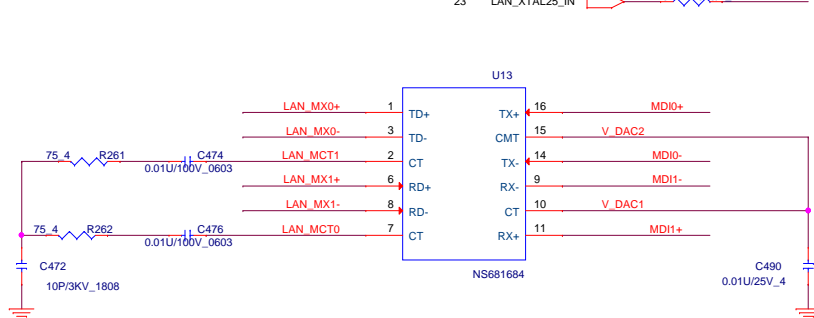 23 LAN_XTAL25_IN
U13
LAN_MX0+ 1 TD+ TX+ 16 MDI0+
LAN_MX0- 3 TD- CMT 15 V_DAC2
75_4 R261 C474 LAN_MCT1 2 CT TX- 14 MDI0-
0.01U/100V_0603
LAN_MX1+ 6 RD+ RX- 9 MDI1-
LAN_MX1- 8 RD- CT 10 V_DAC1
75_4 R262 C476 LAN_MCT0 7 CT RX+ 11 MDI1+
0.01U/100V_0603
C472 C490
10P/3KV_1808 NS681684 0.01U/25V_4